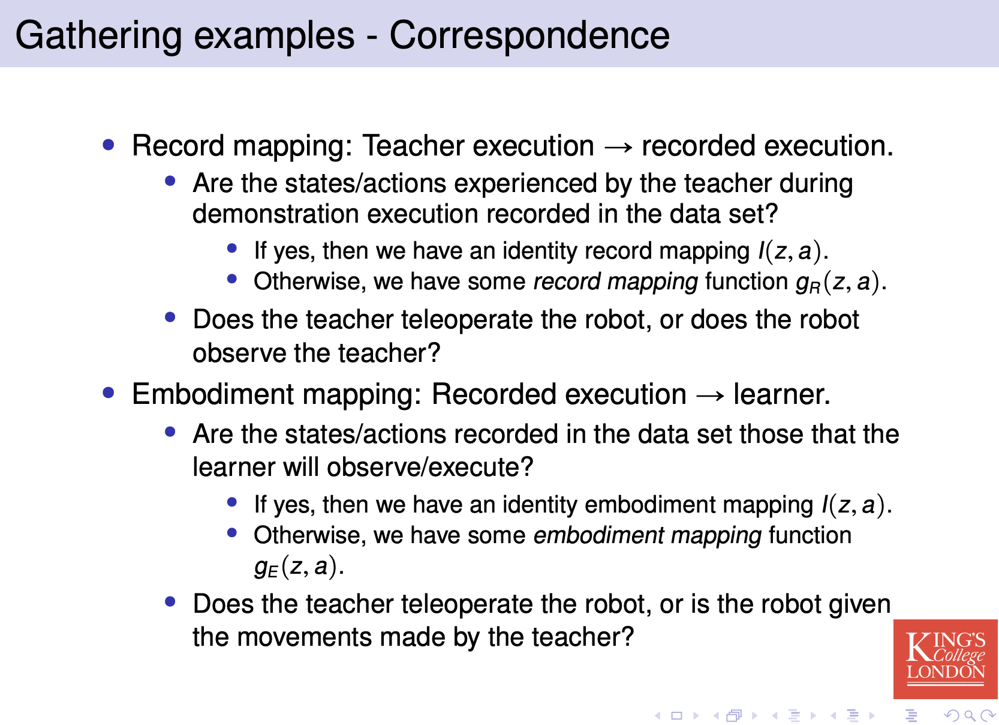 Gathering examples - Correspondence
• Record mapping: Teacher execution → recorded execution.
• Are the states/actions experienced by the teacher during
demonstration execution recorded in the data set?
• If yes, then we have an identity record mapping I(z, a).
• Otherwise, we have some record mapping function g_R(z, a).
• Does the teacher teleoperate the robot, or does the robot
observe the teacher?
• Embodiment mapping: Recorded execution → learner.
• Are the states/actions recorded in the data set those that the
learner will observe/execute?
• If yes, then we have an identity embodiment mapping I(z, a).
• Otherwise, we have some embodiment mapping function
g_E(z, a).
• Does the teacher teleoperate the robot, or is the robot given
the movements made by the teacher?
KING'S
College
LONDON